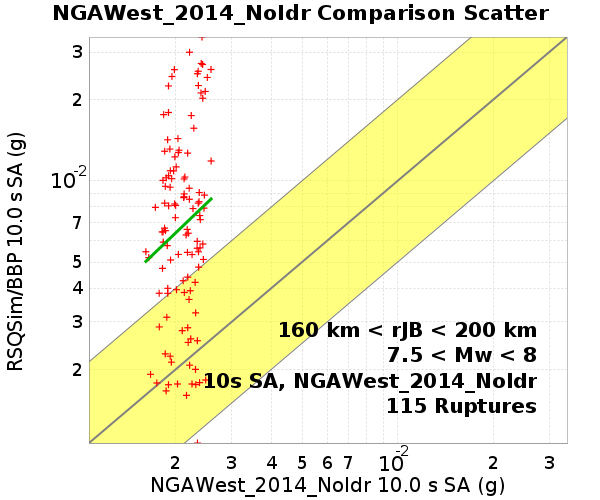 NGAWest_2014_NoIdr Comparison Scatter
RSQSim/BBP 10.0 s SA (g)
3
2
10-2
7
5
4
3
2
160 km < rJB < 200 km
7.5 < Mw < 8
10s SA, NGAWest_2014_NoIdr
115 Ruptures
2 3 4 5 6 7 10-2 2 3
NGAWest_2014_NoIdr 10.0 s SA (g)